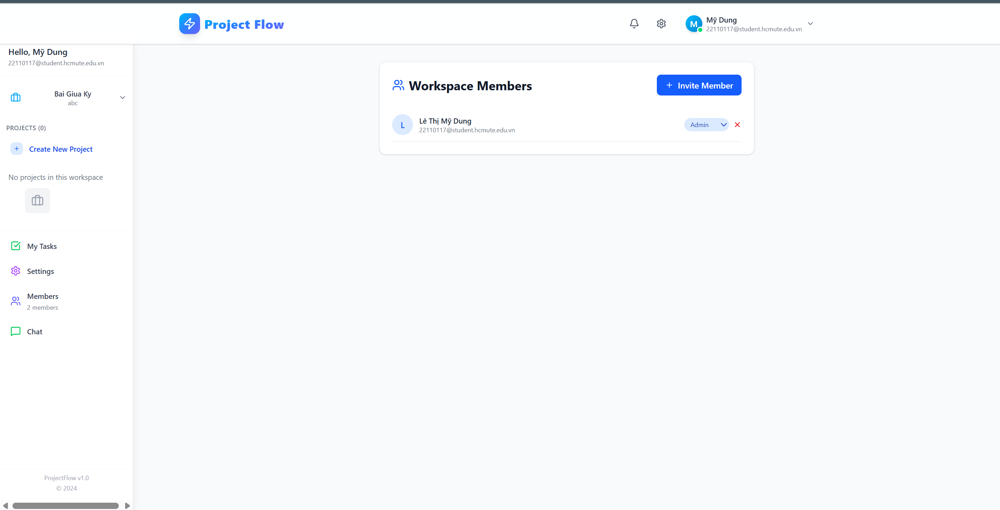 Project Flow
M
Mỹ Dung
22110117@student.hcmute.edu.vn
Hello, Mỹ Dung
22110117@student.hcmute.edu.vn
Bai Giua Ky
abc
PROJECTS (0)
+ Create New Project
No projects in this workspace
My Tasks
Settings
Members
2 members
Chat
ProjectFlow v1.0
© 2024
Workspace Members
+ Invite Member
L
Lê Thị Mỹ Dung
22110117@student.hcmute.edu.vn
Admin